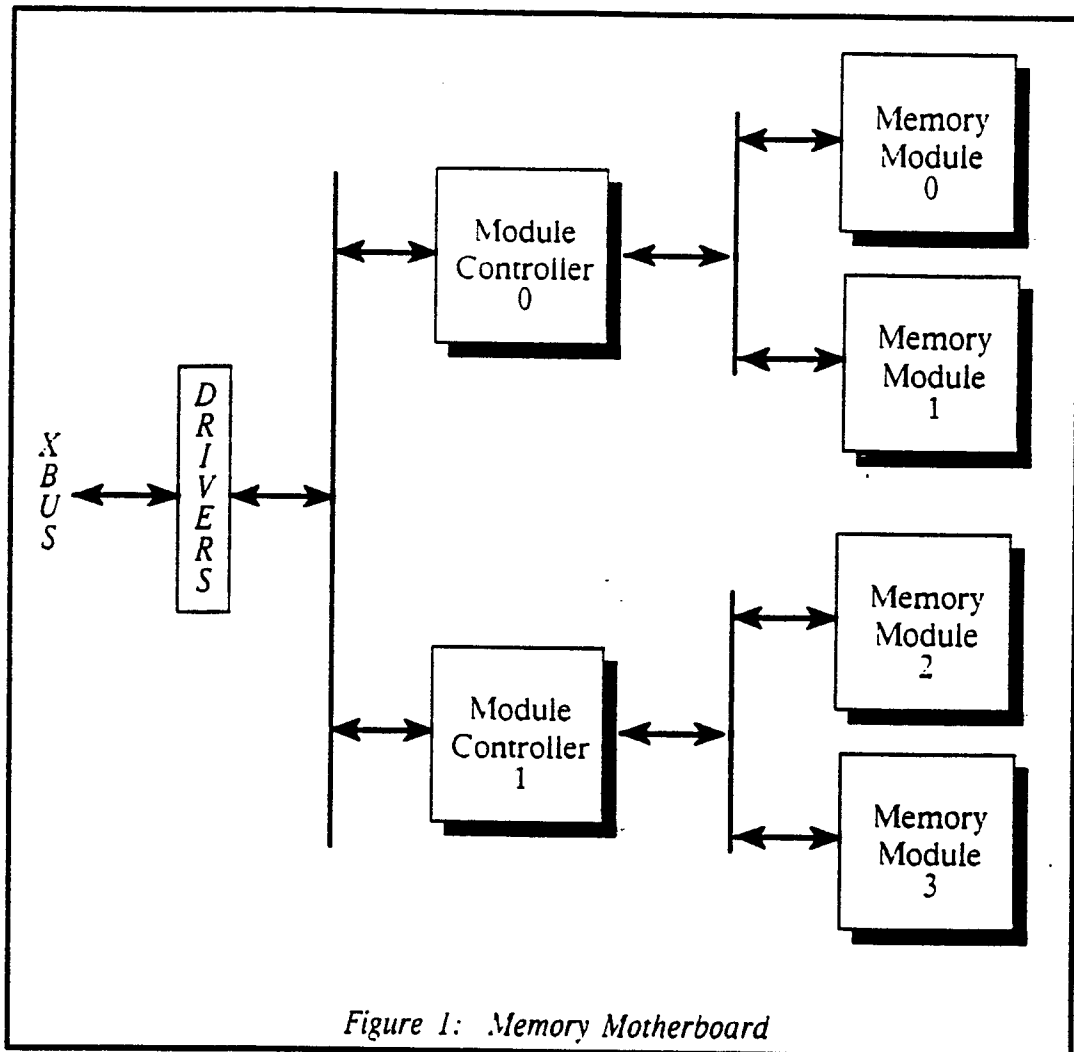 Memory
Module
0
Module
Controller
0
Memory
Module
1
XBUS
DRIVERS
Memory
Module
2
Module
Controller
1
Memory
Module
3
Figure 1: Memory Motherboard